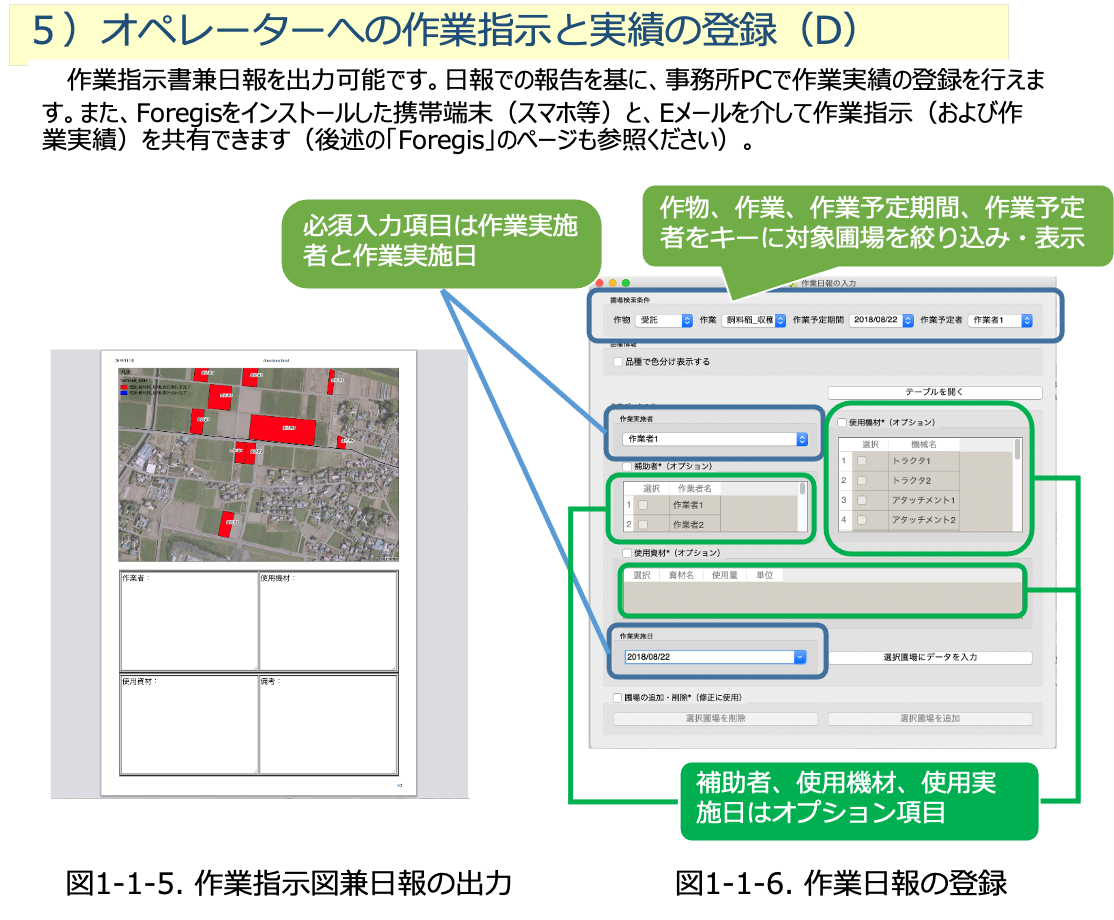 ５）オペレーターへの作業指示と実績の登録（D）
作業指示書兼日報を出力可能です。日報での報告を基に、事務所PCで作業実績の登録を行えま
す。また、Foregisをインストールした携帯端末（スマホ等）と、Eメールを介して作業指示（および作
業実績）を共有できます（後述の「Foregis」のページも参照ください）。
必須入力項目は作業実施
者と作業実施日
作物、作業、作業予定期間、作業予定
者をキーに対象圃場を絞り込み・表示
作業日報の入力
圃場検索条件
作物 受託 作業 飼料稲_収穫 作業予定期間 2018/08/22 作業予定者 作業者1
品種で色分け表示する
テーブルを開く
作業実施者
作業者1
使用機材*（オプション）
選択 機械名
1 トラクタ1
2 トラクタ2
3 アタッチメント1
4 アタッチメント2
補助者*（オプション）
選択 作業者名
1 作業者1
2 作業者2
使用資材*（オプション）
選択 資材名 使用量 単位
作業実施日
2018/08/22
選択圃場にデータを入力
圃場の追加・削除*（修正に使用）
選択圃場を削除 選択圃場を追加
作業者： 使用機材：
使用資材： 備考：
補助者、使用機材、使用実
施日はオプション項目
図1-1-5. 作業指示図兼日報の出力
図1-1-6. 作業日報の登録